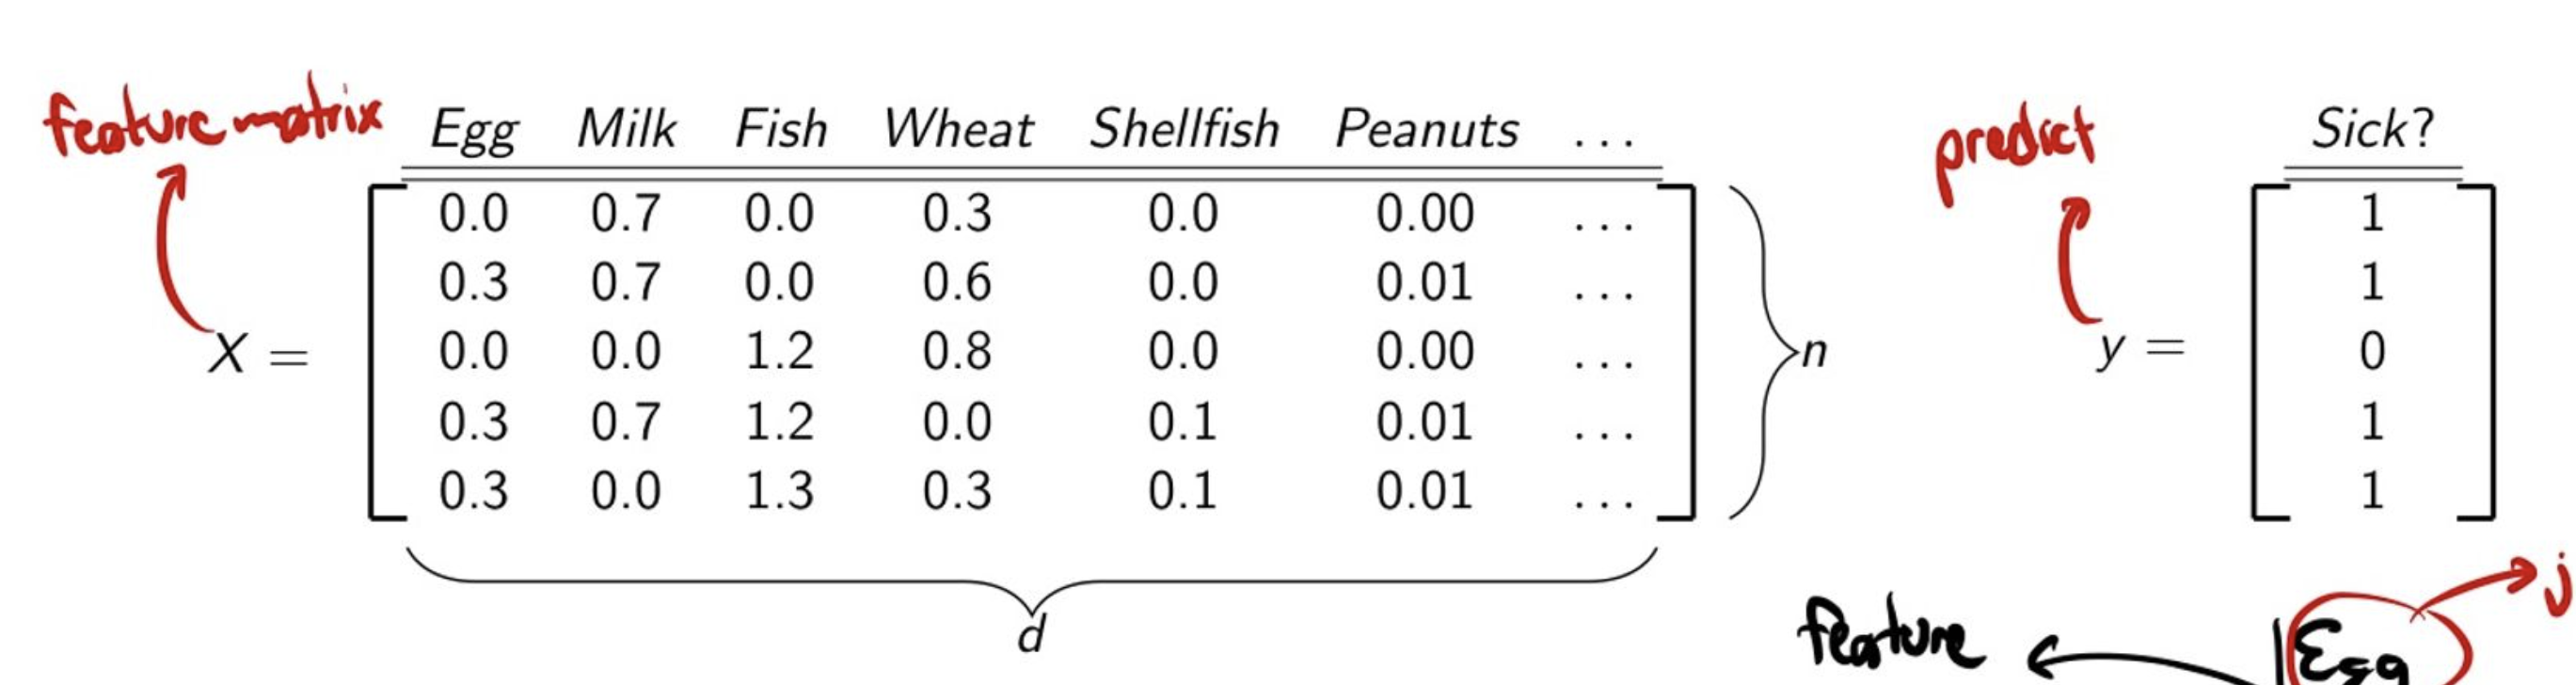 feature matrix
Egg Milk Fish Wheat Shellfish Peanuts ...
predict
Sick?
X =
0.0 0.7 0.0 0.3 0.0 0.00 ...
0.3 0.7 0.0 0.6 0.0 0.01 ...
0.0 0.0 1.2 0.8 0.0 0.00 ...
0.3 0.7 1.2 0.0 0.1 0.01 ...
0.3 0.0 1.3 0.3 0.1 0.01 ...
n
d
y =
1
1
0
1
1
feature
Egg
j